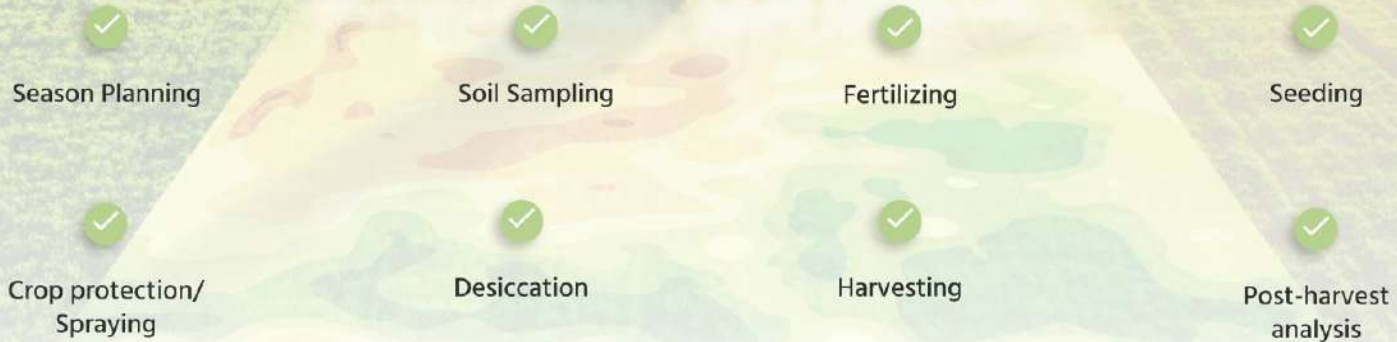 Season Planning
Soil Sampling
Fertilizing
Seeding
Crop protection/
Spraying
Desiccation
Harvesting
Post-harvest
analysis